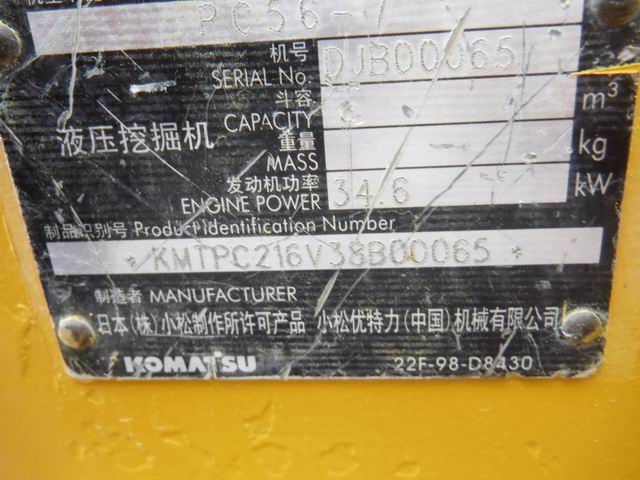 PC56-7
机号
SERIAL No. DJB00065
斗容
CAPACITY m³
液压挖掘机
重量
MASS kg
发动机功率
ENGINE POWER 34.6 kW
制品识别号 Product Identification Number
*KMTPC216V38B00065*
制造者 MANUFACTURER
日本(株)小松制作所许可产品 小松优特力(中国)机械有限公司
KOMATSU 22F-98-D8430